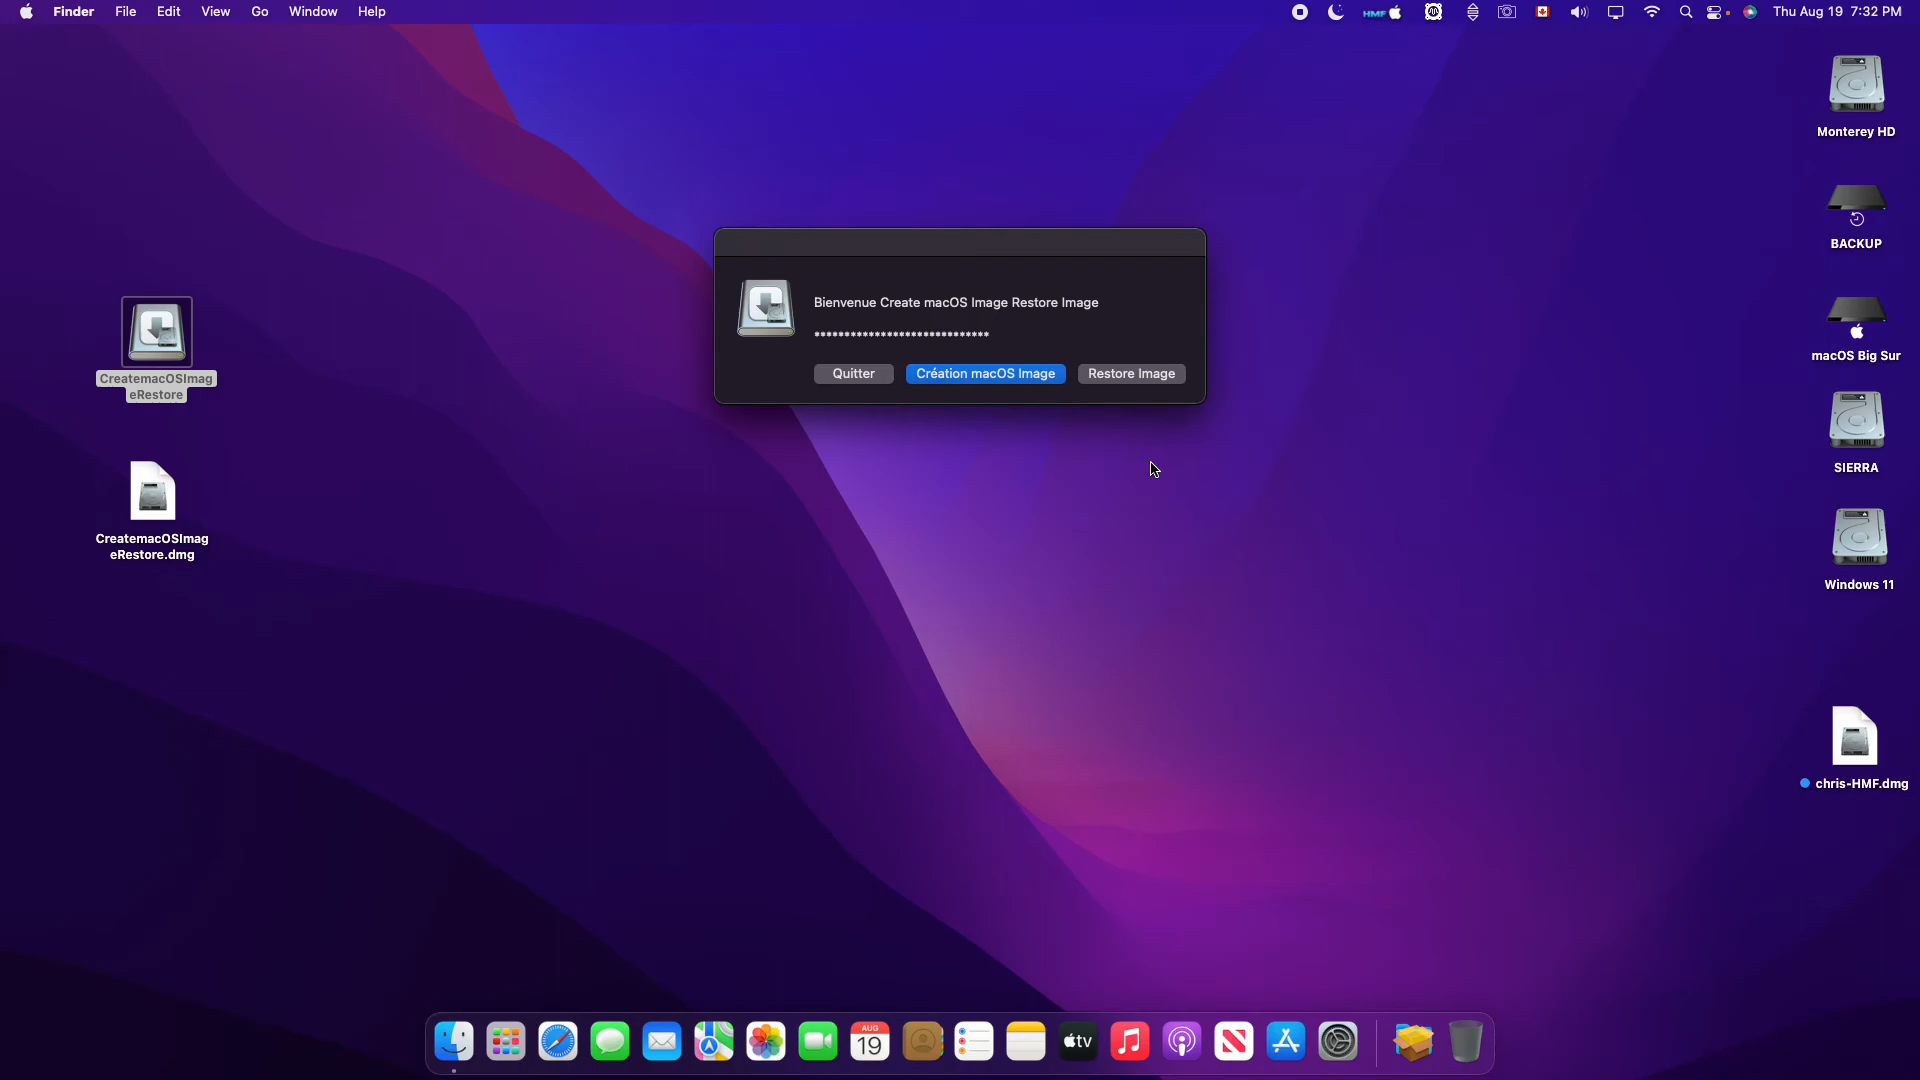 Finder File Edit View Go Window Help
HMF
Thu Aug 19 7:32 PM
Monterey HD
BACKUP
macOS Big Sur
SIERRA
Windows 11
chris-HMF.dmg
CreatemacOSImag
eRestore
CreatemacOSImag
eRestore.dmg
Bienvenue Create macOS Image Restore Image
*****************************
Quitter Création macOS Image Restore Image
AUG
19
tv